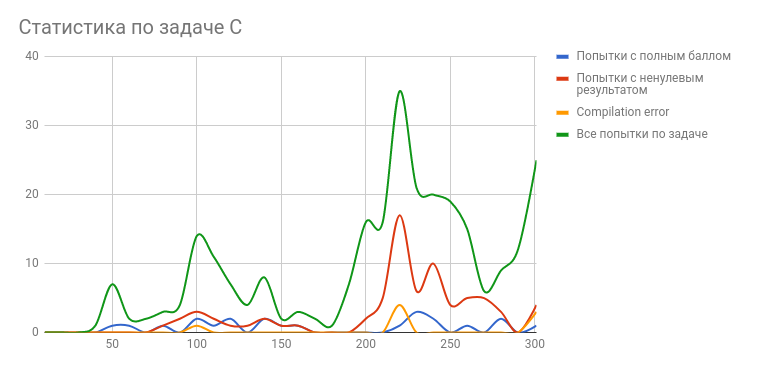 Статистика по задаче C
40
30
20
10
0
50
100
150
200
250
300
Попытки с полным баллом
Попытки с ненулевым
результатом
Compilation error
Все попытки по задаче